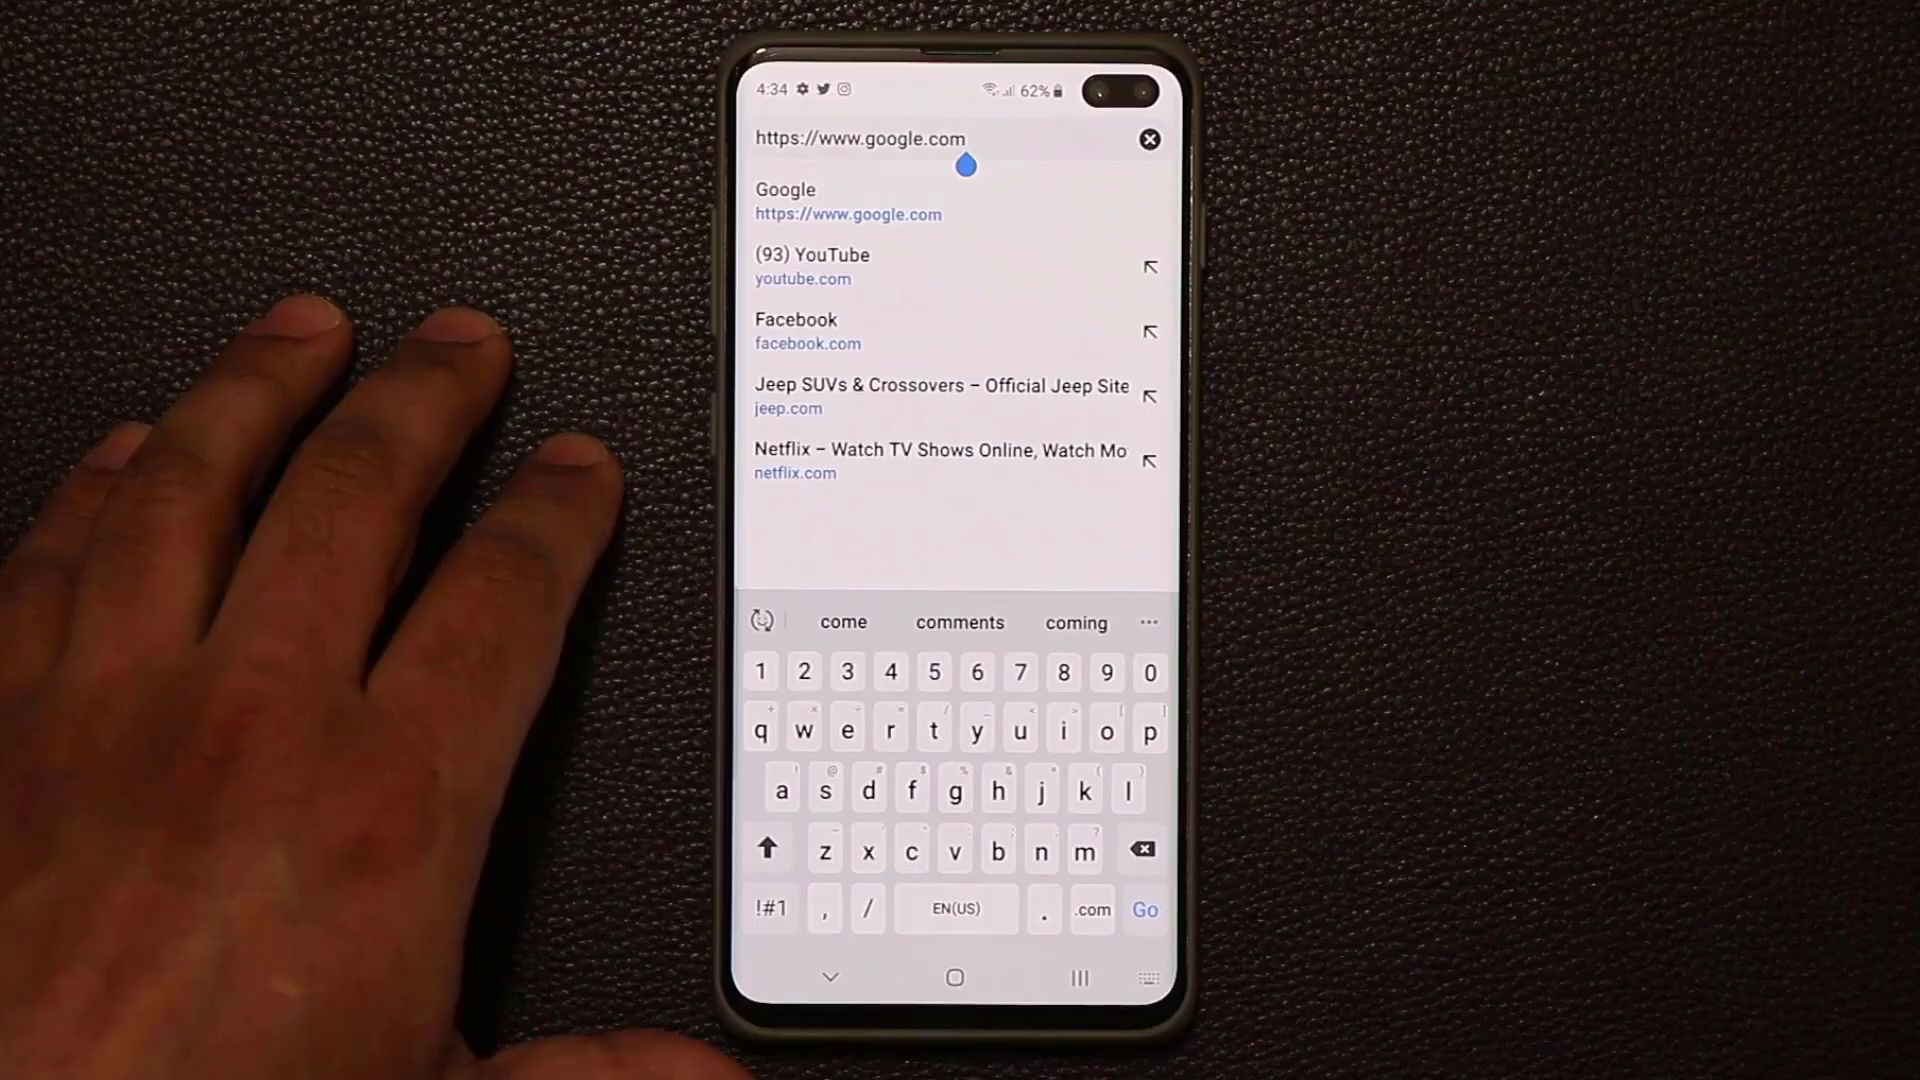 4:34 62%
https://www.google.com
Google
https://www.google.com
(93) YouTube
youtube.com
Facebook
facebook.com
Jeep SUVs & Crossovers – Official Jeep Site
jeep.com
Netflix – Watch TV Shows Online, Watch Mo
netflix.com
come comments coming ...
1 2 3 4 5 6 7 8 9 0
q w e r t y u i o p
a s d f g h j k l
z x c v b n m
!#1 , / EN(US) . .com Go